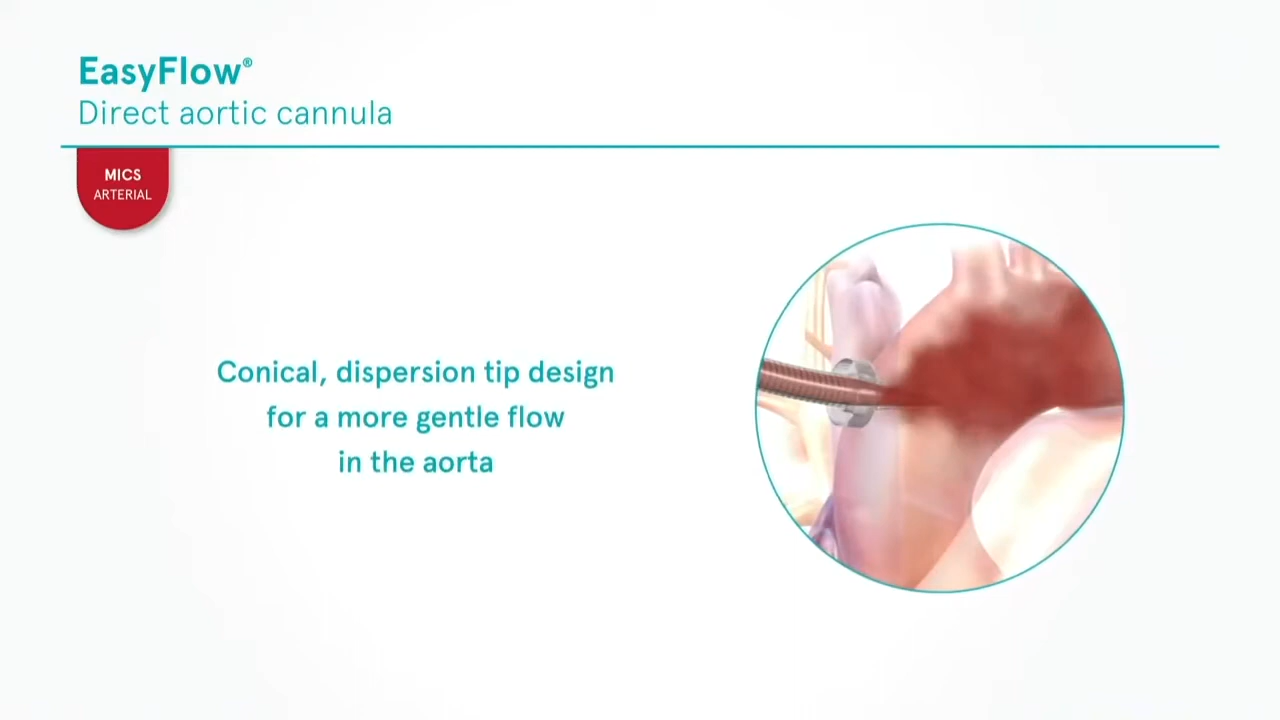 EasyFlow®
Direct aortic cannula
MICS
ARTERIAL
Conical, dispersion tip design
for a more gentle flow
in the aorta